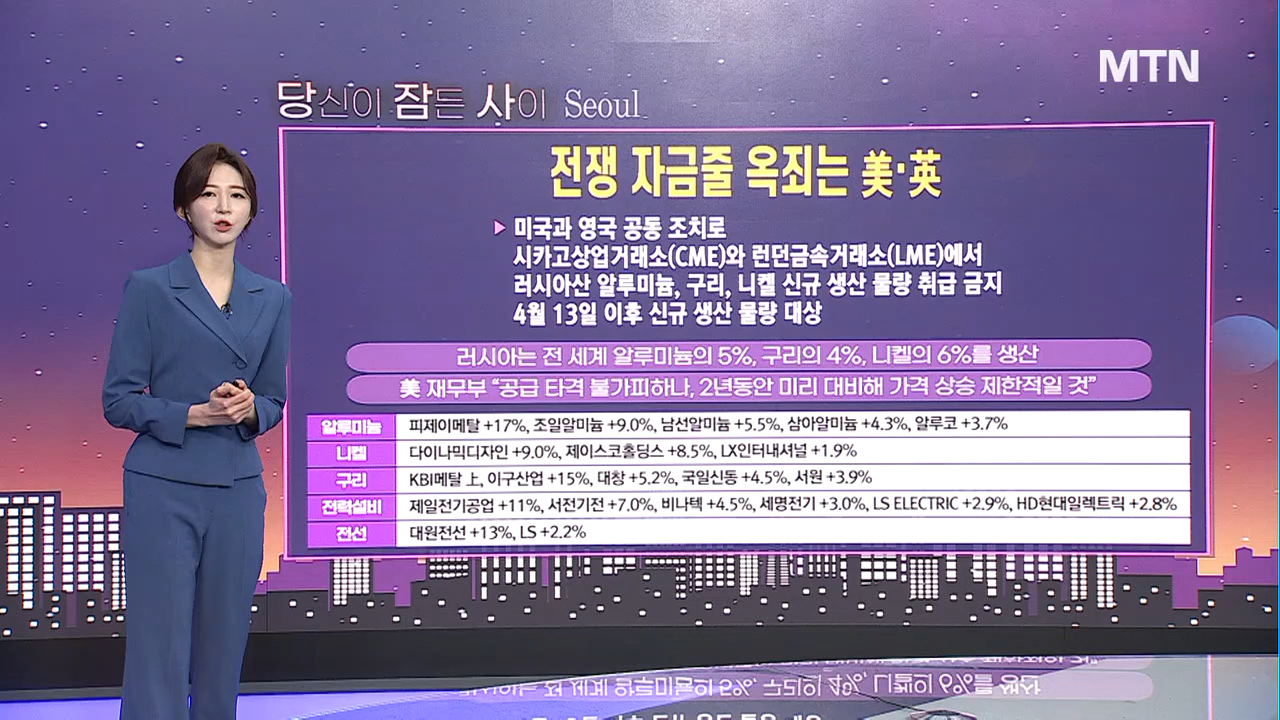 MTN
당신이 잠든 사이 Seoul
전쟁 자금줄 옥죄는 美·英
▶ 미국과 영국 공동 조치로
시카고상업거래소(CME)와 런던금속거래소(LME)에서
러시아산 알루미늄, 구리, 니켈 신규 생산 물량 취급 금지
4월 13일 이후 신규 생산 물량 대상
러시아는 전 세계 알루미늄의 5%, 구리의 4%, 니켈의 6%를 생산
美 재무부 “공급 타격 불가피하나, 2년동안 미리 대비해 가격 상승 제한적일 것”
알루미늄 피제이메탈 +17%, 조일알미늄 +9.0%, 남선알미늄 +5.5%, 삼아알미늄 +4.3%, 알루코 +3.7%
니켈 다이나믹디자인 +9.0%, 제이스코홀딩스 +8.5%, LX인터내셔널 +1.9%
구리 KBI메탈 上, 이구산업 +15%, 대창 +5.2%, 국일신동 +4.5%, 서원 +3.9%
전력설비 제일전기공업 +11%, 서전기전 +7.0%, 비나텍 +4.5%, 세명전기 +3.0%, LS ELECTRIC +2.9%, HD현대일렉트릭 +2.8%
전선 대원전선 +13%, LS +2.2%